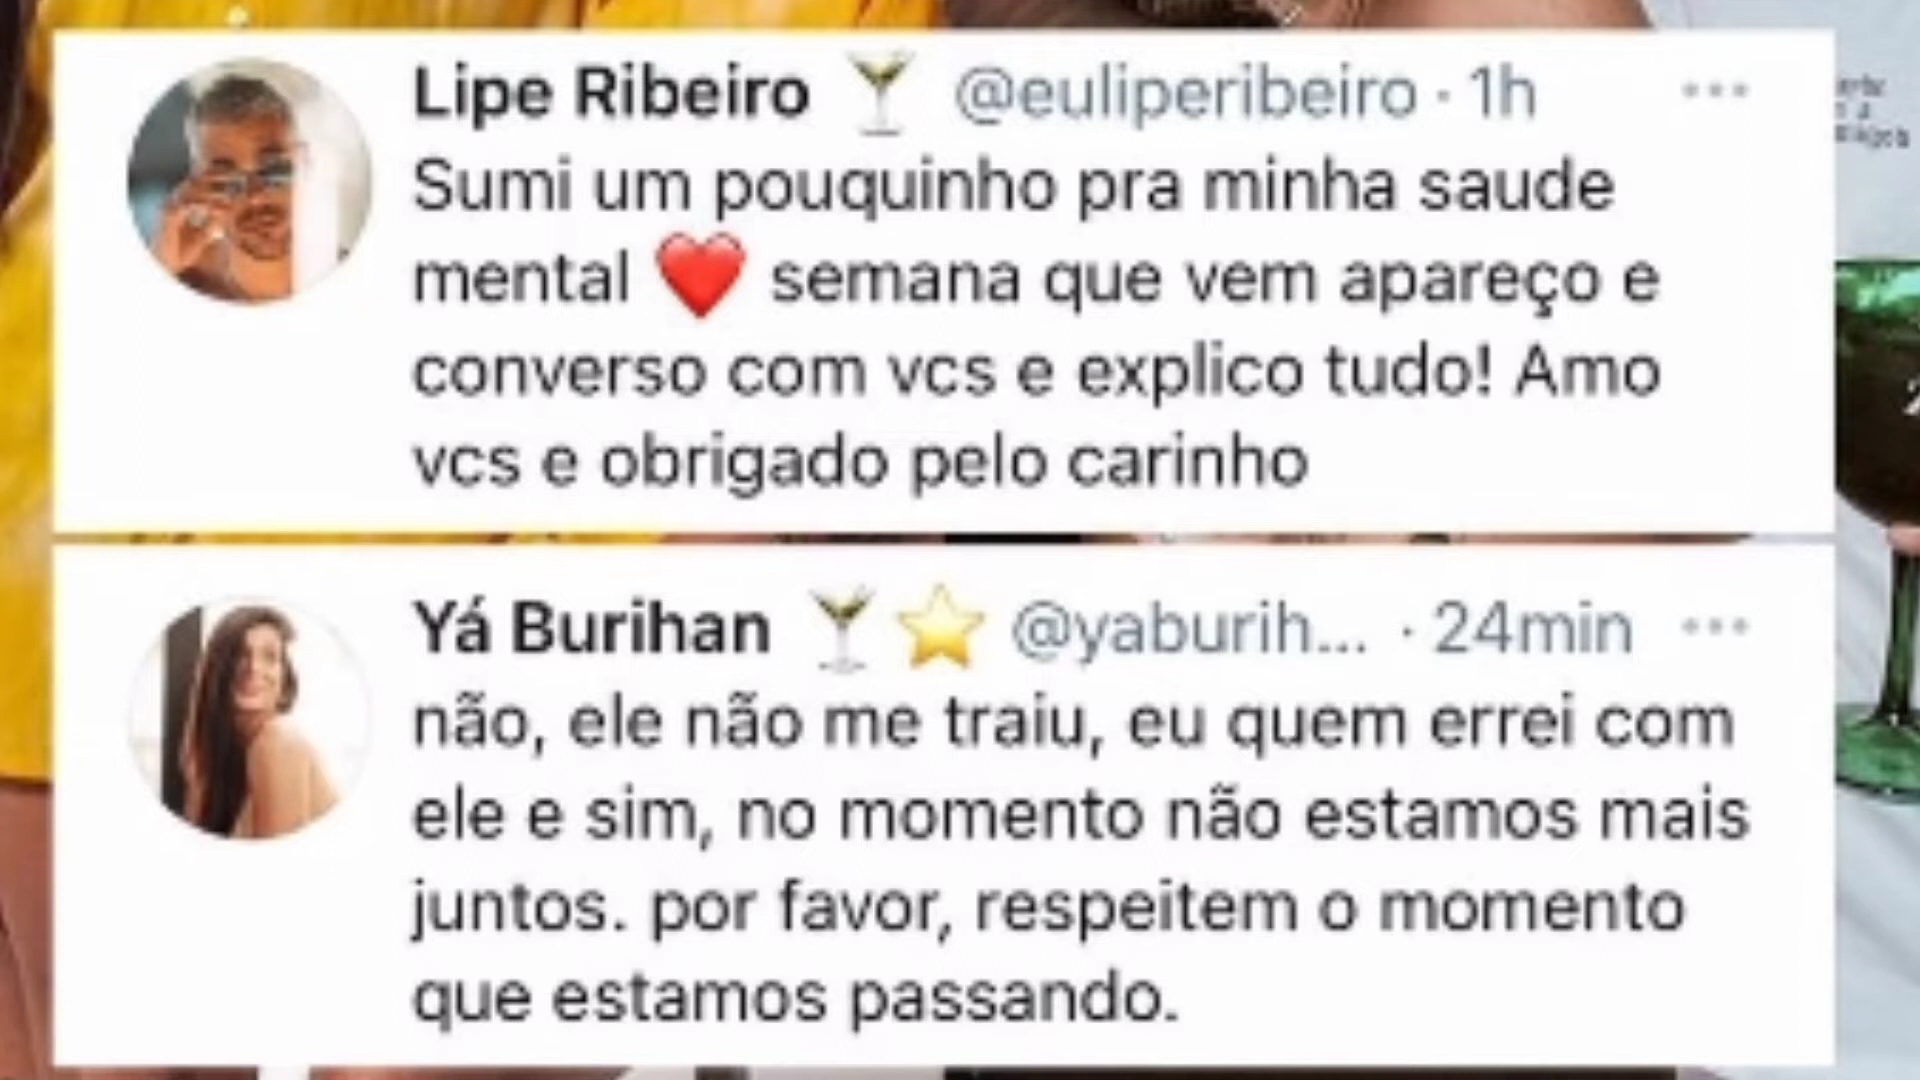 Lipe Ribeiro 🍸 @euliperibeiro · 1h ...
Sumi um pouquinho pra minha saude
mental ❤️ semana que vem apareço e
converso com vcs e explico tudo! Amo
vcs e obrigado pelo carinho
Yá Burihan 🍸⭐ @yaburih... · 24min ...
não, ele não me traiu, eu quem errei com
ele e sim, no momento não estamos mais
juntos. por favor, respeitem o momento
que estamos passando.